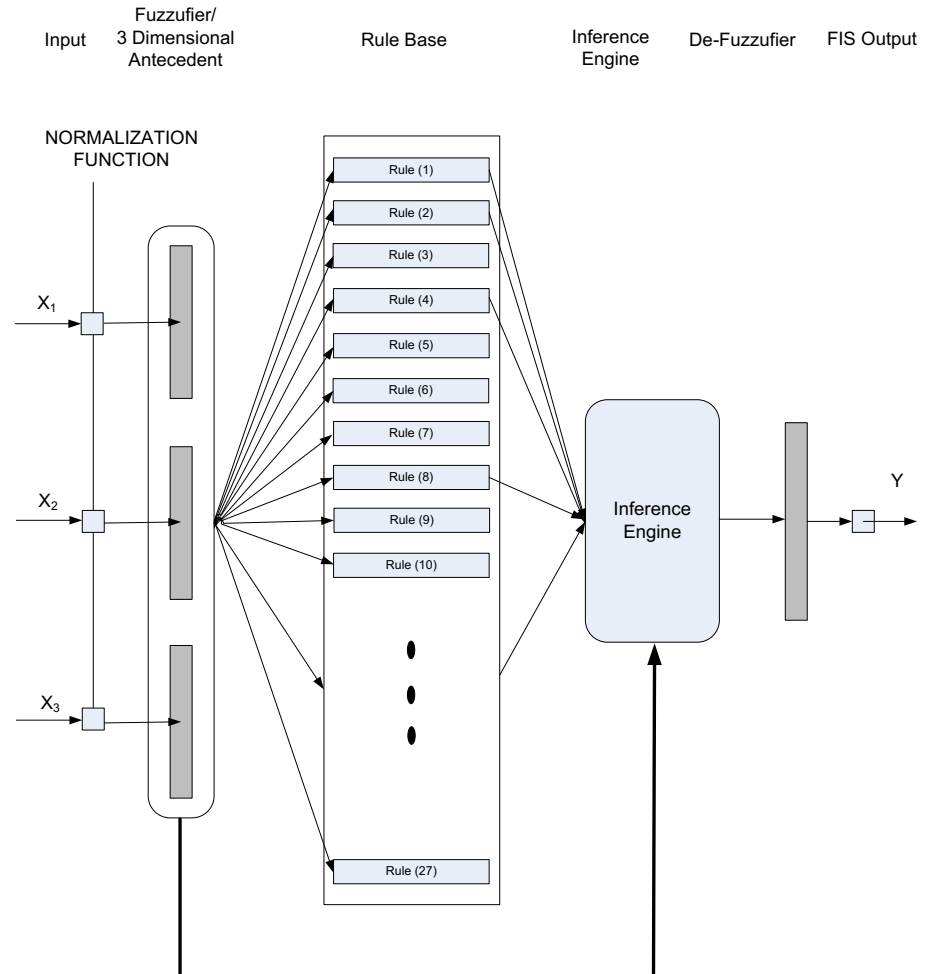 Input
Fuzzufier/
3 Dimensional
Antecedent
Rule Base
Inference
Engine
De-Fuzzufier
FIS Output
NORMALIZATION
FUNCTION
X1
X2
X3
Rule (1)
Rule (2)
Rule (3)
Rule (4)
Rule (5)
Rule (6)
Rule (7)
Rule (8)
Rule (9)
Rule (10)
Rule (27)
Inference
Engine
Y